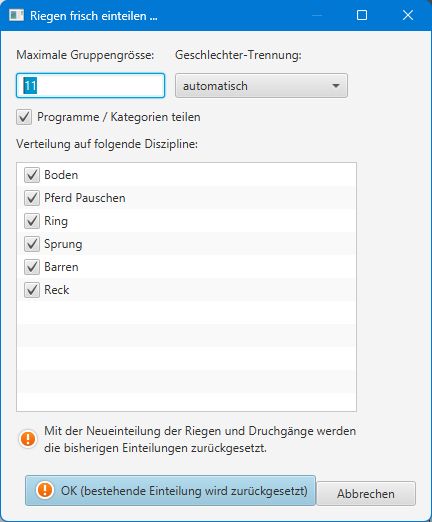 Riegen frisch einteilen ...
Maximale Gruppengrösse: Geschlechter-Trennung:
11 automatisch
Programme / Kategorien teilen
Verteilung auf folgende Diszipline:
Boden
Pferd Pauschen
Ring
Sprung
Barren
Reck
Mit der Neueinteilung der Riegen und Druchgänge werden
die bisherigen Einteilungen zurückgesetzt.
OK (bestehende Einteilung wird zurückgesetzt) Abbrechen